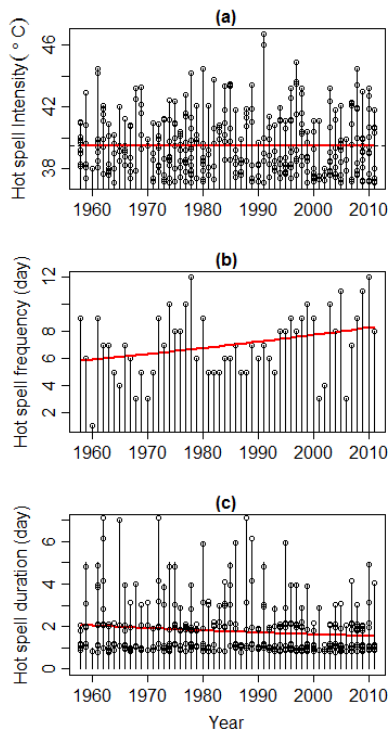 (a)
Hot spell Intensity (°C)
46
42
38
1960 1970 1980 1990 2000 2010
(b)
Hot spell frequency (day)
12
10
8
6
4
2
1960 1970 1980 1990 2000 2010
(c)
Hot spell duration (day)
6
4
2
0
1960 1970 1980 1990 2000 2010
Year